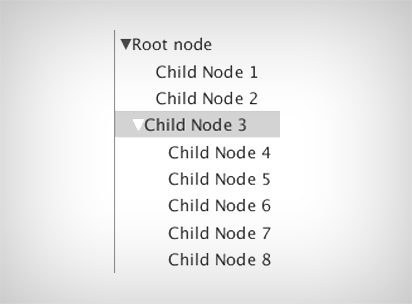 Root node
Child Node 1
Child Node 2
Child Node 3
Child Node 4
Child Node 5
Child Node 6
Child Node 7
Child Node 8